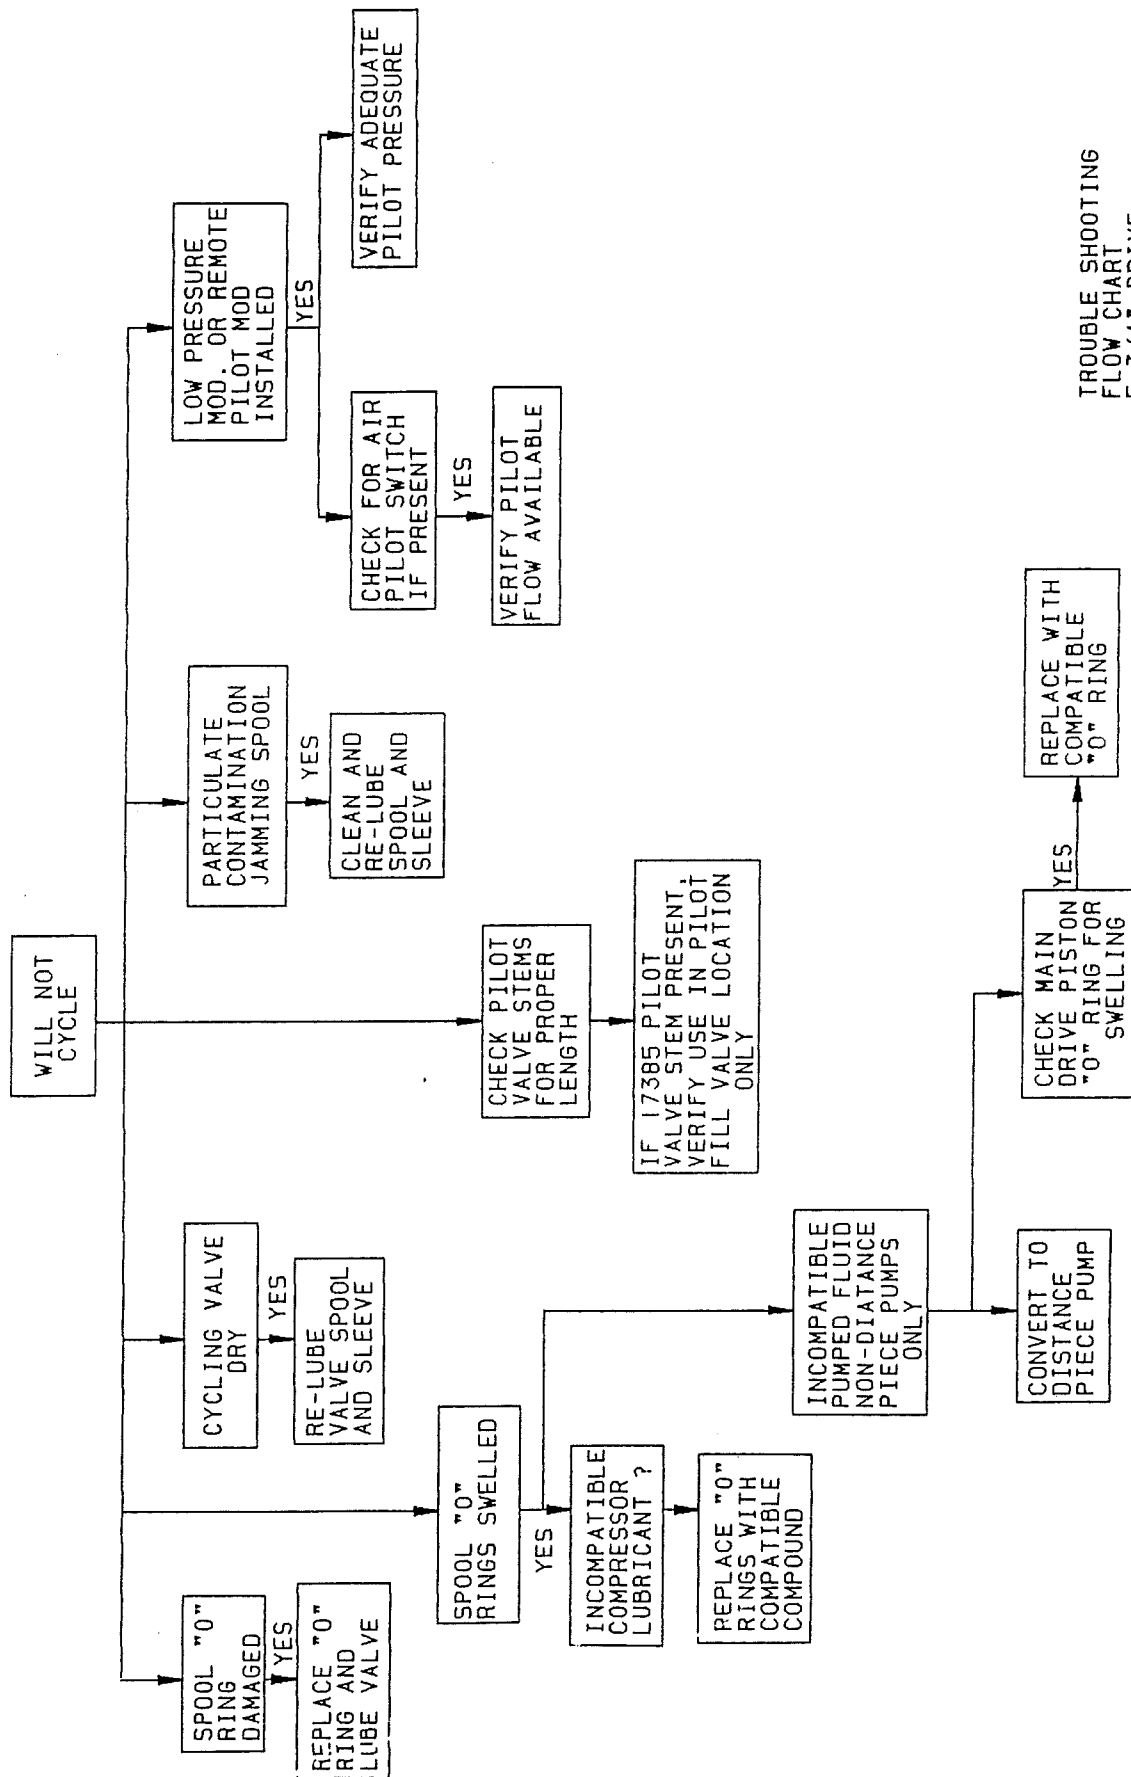 WILL NOT
CYCLE
SPOOL "O"
RING
DAMAGED
YES
REPLACE "O"
RING AND
LUBE VALVE
SPOOL "O"
RINGS SWELLED
YES
INCOMPATIBLE
COMPRESSOR
LUBRICANT ?
REPLACE "O"
RINGS WITH
COMPATIBLE
COMPOUND
INCOMPATIBLE
PUMPED FLUID
NON-DIATANCE
PIECE PUMPS
ONLY
CONVERT TO
DISTANCE
PIECE PUMP
CHECK MAIN
DRIVE PISTON
"O" RING FOR
SWELLING
YES
REPLACE WITH
COMPATIBLE
"O" RING
CYCLING VALVE
DRY
YES
RE-LUBE
VALVE SPOOL
AND SLEEVE
CHECK PILOT
VALVE STEMS
FOR PROPER
LENGTH
IF 17385 PILOT
VALVE STEM PRESENT,
VERIFY USE IN PILOT
FILL VALVE LOCATION
ONLY
PARTICULATE
CONTAMINATION
JAMMING SPOOL
YES
CLEAN AND
RE-LUBE
SPOOL AND
SLEEVE
LOW PRESSURE
MOD. OR REMOTE
PILOT MOD
INSTALLED
YES
CHECK FOR AIR
PILOT SWITCH
IF PRESENT
YES
VERIFY PILOT
FLOW AVAILABLE
VERIFY ADEQUATE
PILOT PRESSURE
TROUBLE SHOOTING
FLOW CHART